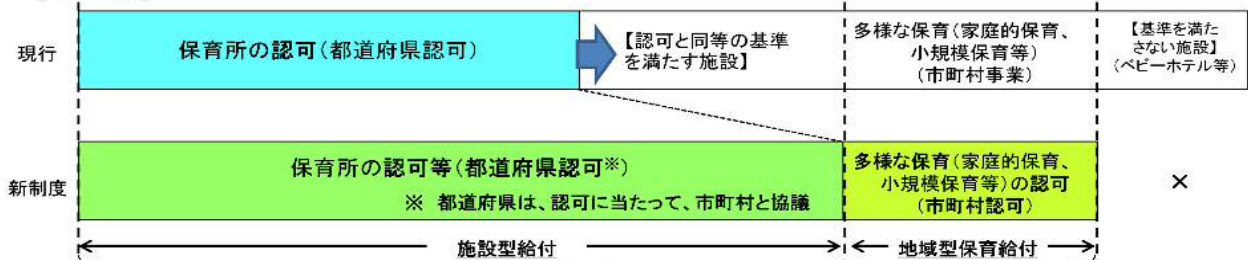 現行
保育所の認可(都道府県認可)
【認可と同等の基準
を満たす施設】
多様な保育(家庭的保育、
小規模保育等)
(市町村事業)
【基準を満た
さない施設】
(ベビーホテル等)
新制度
保育所の認可等(都道府県認可※)
※ 都道府県は、認可に当たって、市町村と協議
多様な保育(家庭的保育、
小規模保育等)の認可
(市町村認可)
×
施設型給付
地域型保育給付